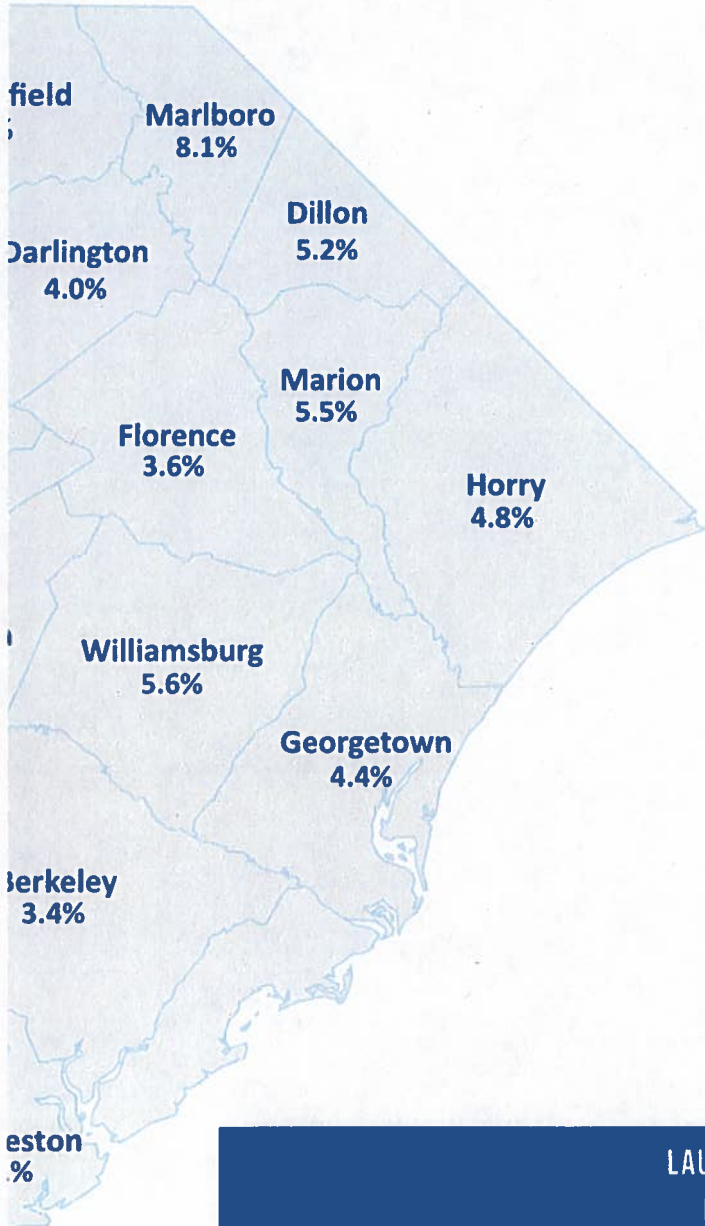 field
Marlboro
8.1%
Dillon
5.2%
Darlington
4.0%
Marion
5.5%
Florence
3.6%
Horry
4.8%
Williamsburg
5.6%
Georgetown
4.4%
Berkeley
3.4%
eston
.%
LAU